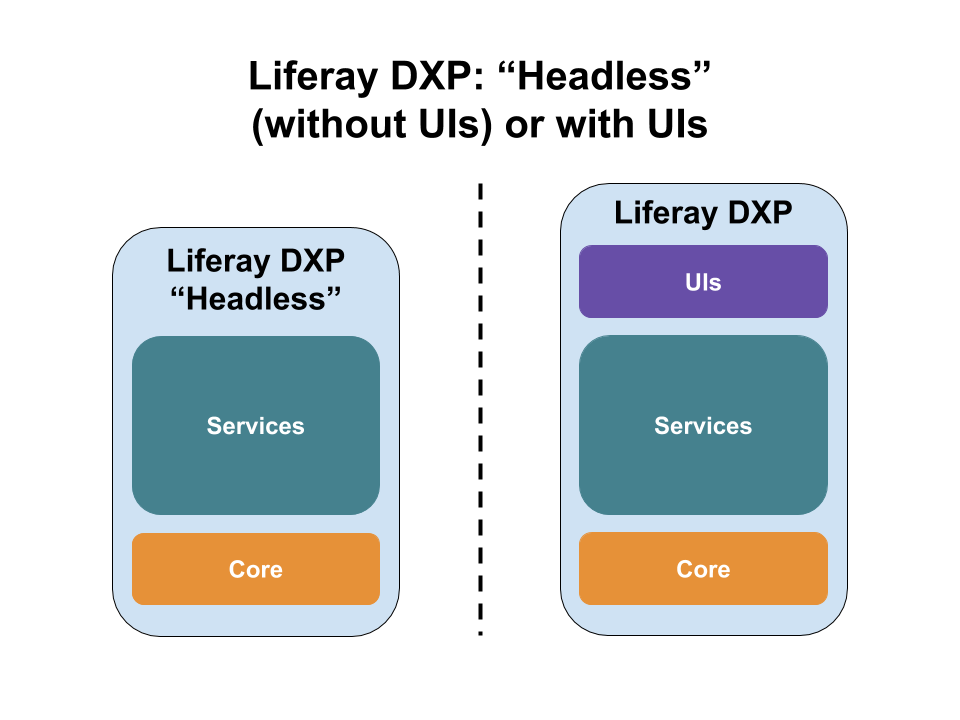 Liferay DXP: “Headless”
(without UIs) or with UIs
Liferay DXP
“Headless”
Services
Core
Liferay DXP
UIs
Services
Core